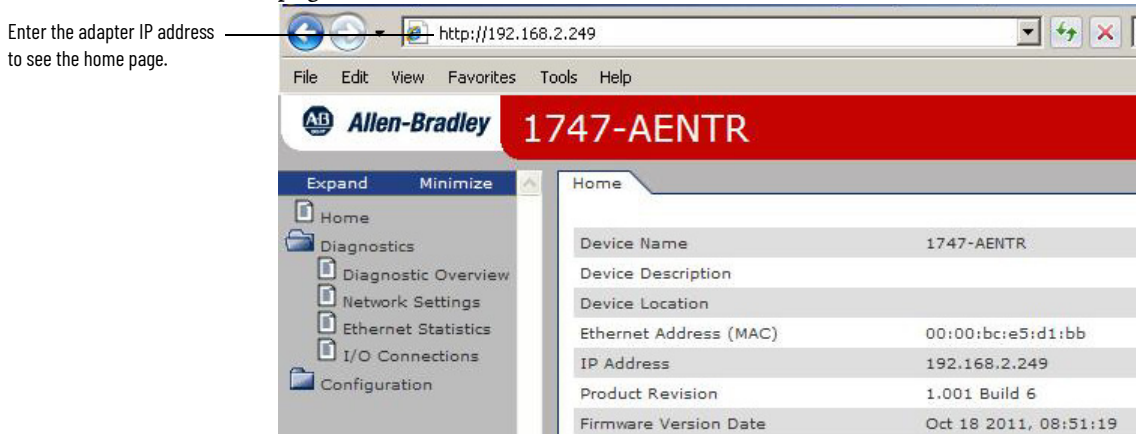 Enter the adapter IP address
to see the home page.
http://192.168.2.249
File Edit View Favorites Tools Help
AB Allen-Bradley 1747-AENTR
Expand Minimize
Home
Home
Diagnostics
Diagnostic Overview
Network Settings
Ethernet Statistics
I/O Connections
Configuration
Device Name 1747-AENTR
Device Description
Device Location
Ethernet Address (MAC) 00:00:bc:e5:d1:bb
IP Address 192.168.2.249
Product Revision 1.001 Build 6
Firmware Version Date Oct 18 2011, 08:51:19